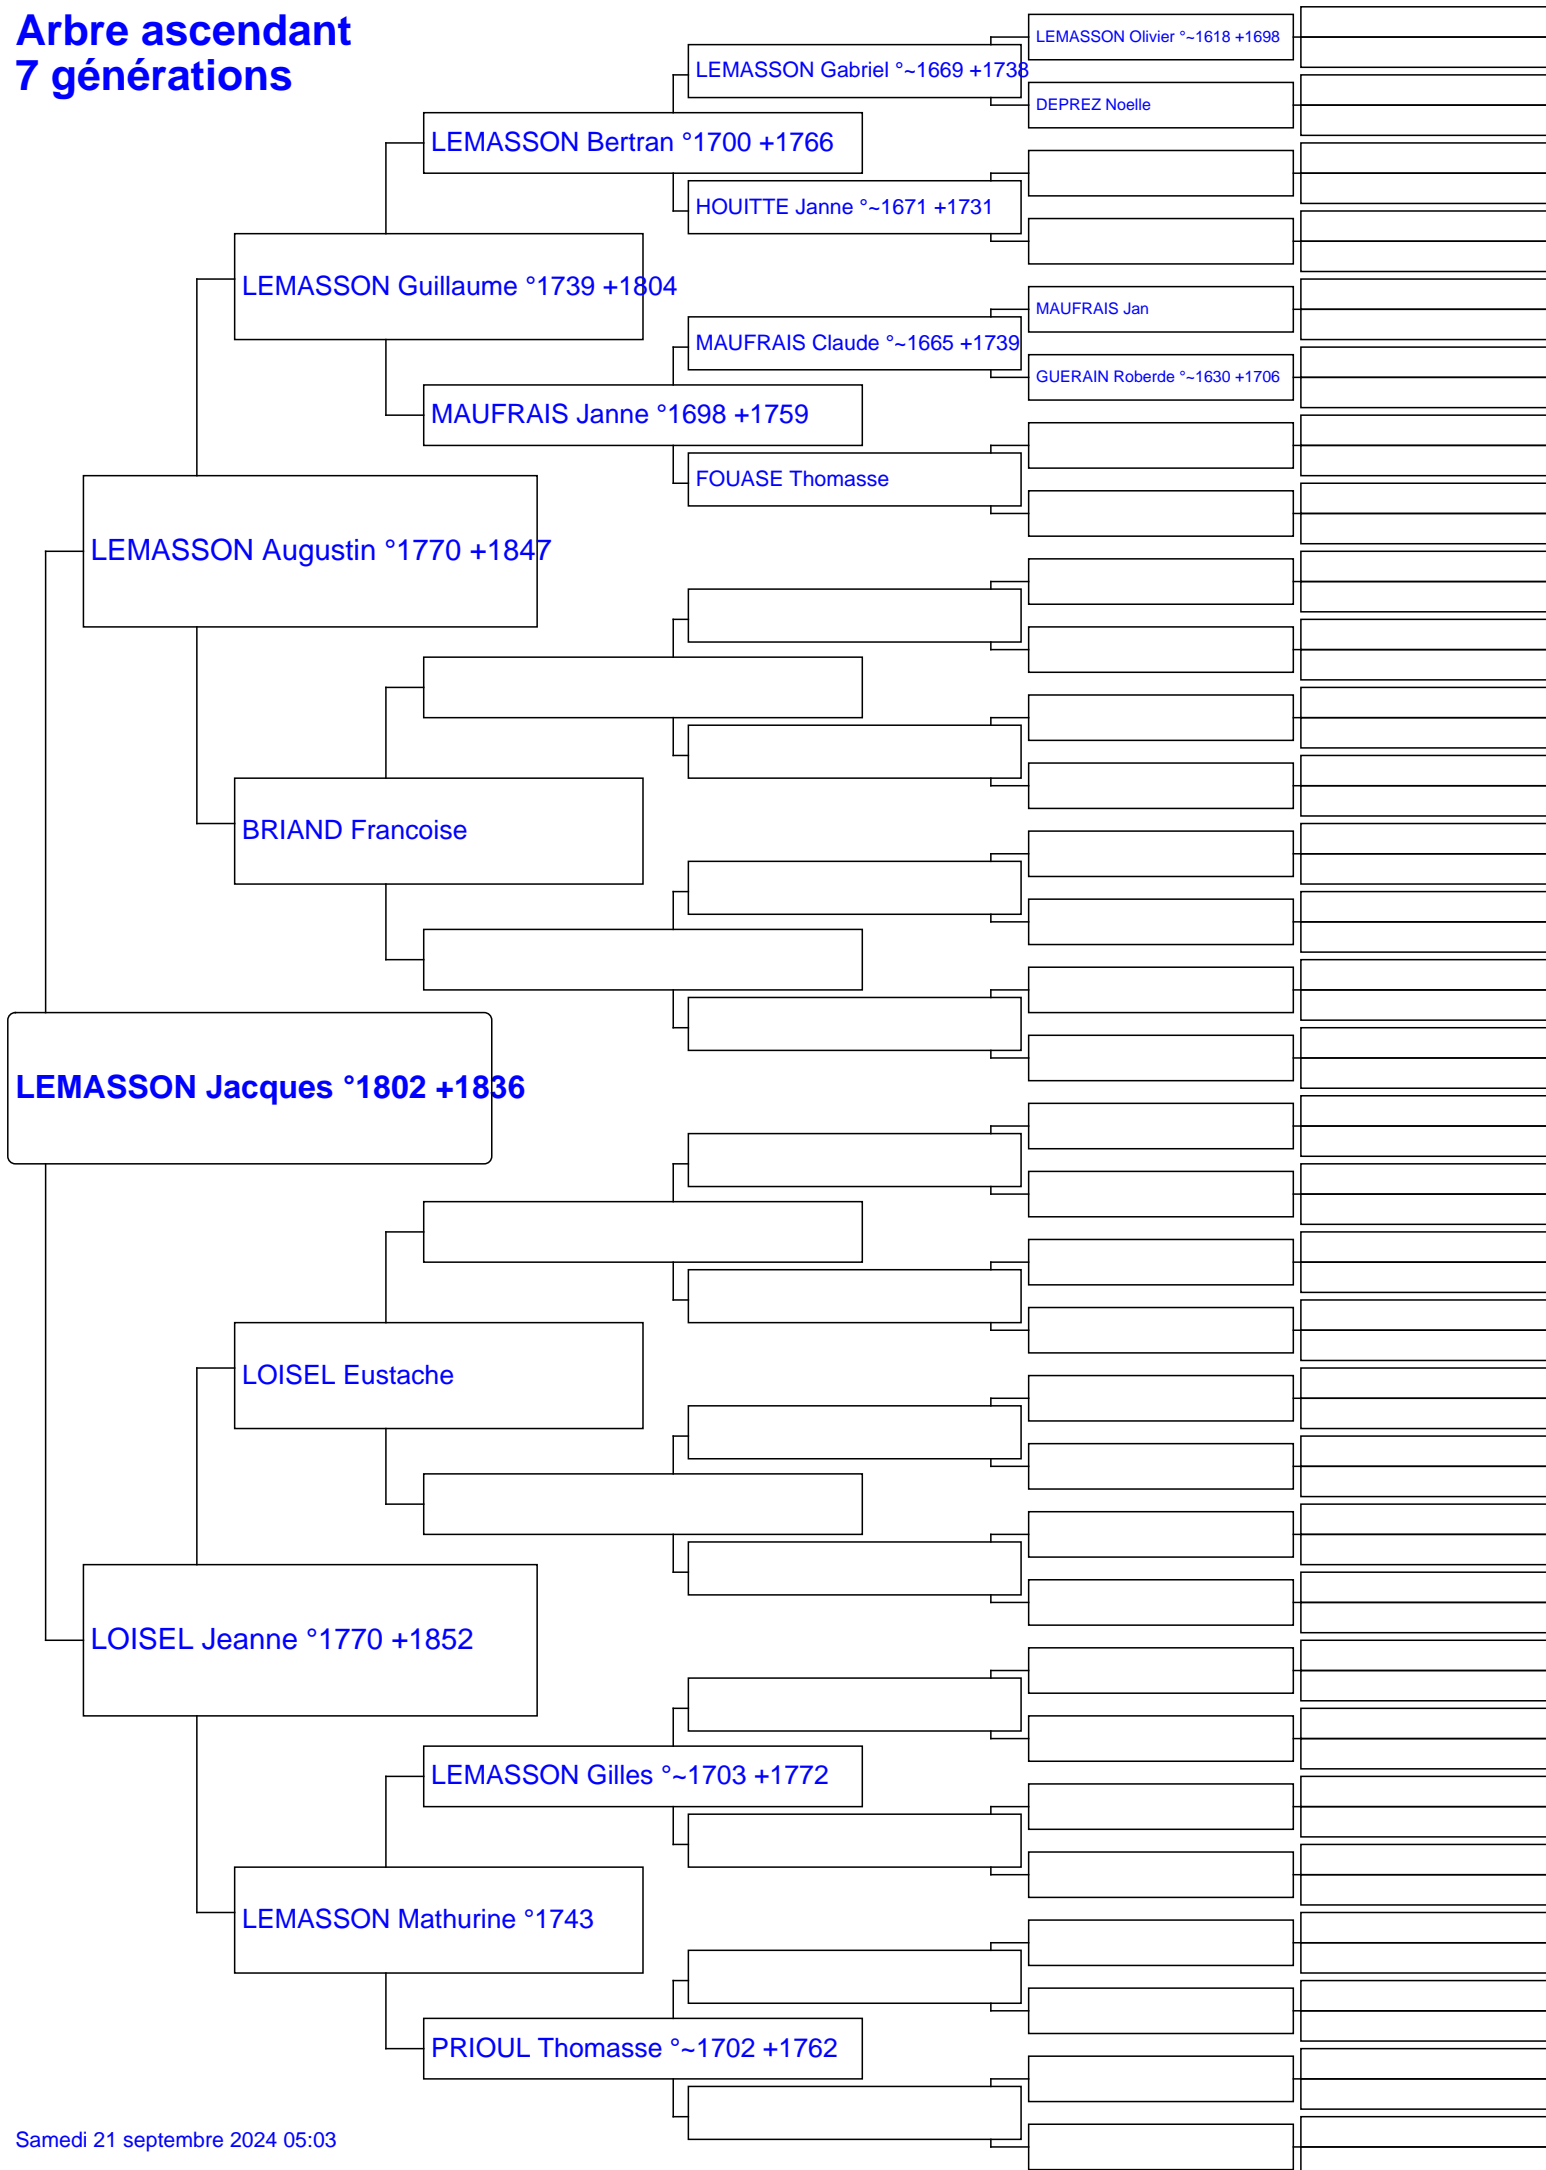 Arbre ascendant
7 générations
LEMASSON Olivier °~1618 +1698
LEMASSON Gabriel °~1669 +1738
DEPREZ Noelle
LEMASSON Bertran °1700 +1766
HOUITTE Janne °~1671 +1731
LEMASSON Guillaume °1739 +1804
MAUFRAIS Jan
MAUFRAIS Claude °~1665 +1739
GUERAIN Roberde °~1630 +1706
MAUFRAIS Janne °1698 +1759
FOUASE Thomasse
LEMASSON Augustin °1770 +1847
BRIAND Francoise
LEMASSON Jacques °1802 +1836
LOISEL Eustache
LOISEL Jeanne °1770 +1852
LEMASSON Gilles °~1703 +1772
LEMASSON Mathurine °1743
PRIOUL Thomasse °~1702 +1762
Samedi 21 septembre 2024 05:03